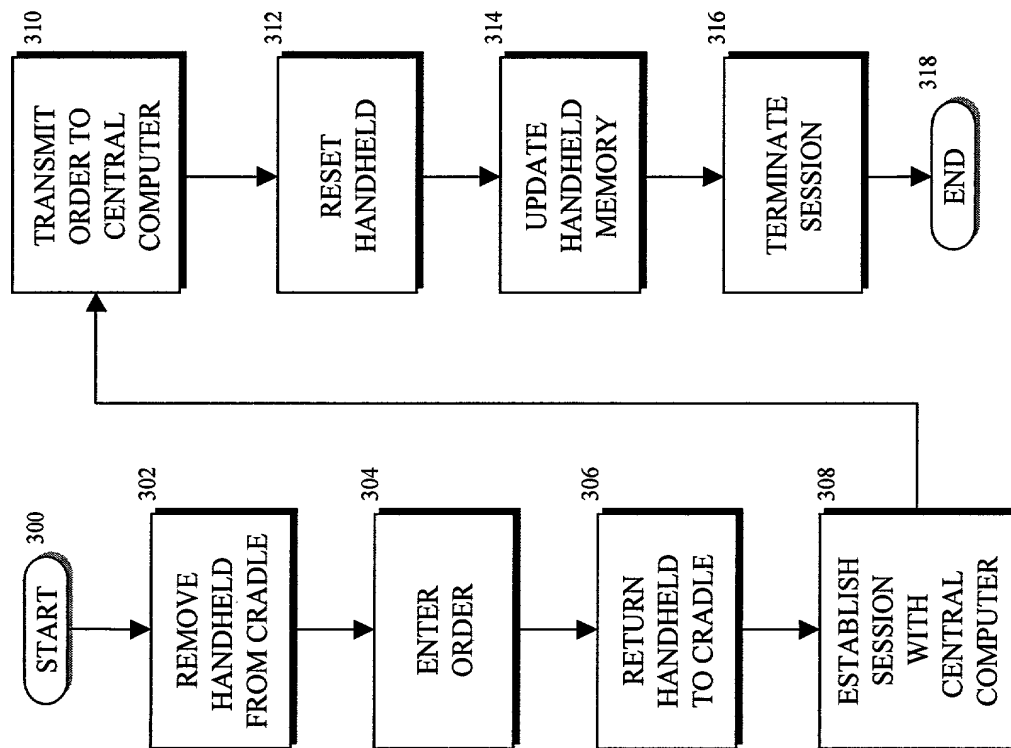 300
START
302
REMOVE
HANDHELD
FROM CRADLE
304
ENTER
ORDER
306
RETURN
HANDHELD
TO CRADLE
308
ESTABLISH
SESSION
WITH
CENTRAL
COMPUTER
310
TRANSMIT
ORDER TO
CENTRAL
COMPUTER
312
RESET
HANDHELD
314
UPDATE
HANDHELD
MEMORY
316
TERMINATE
SESSION
318
END